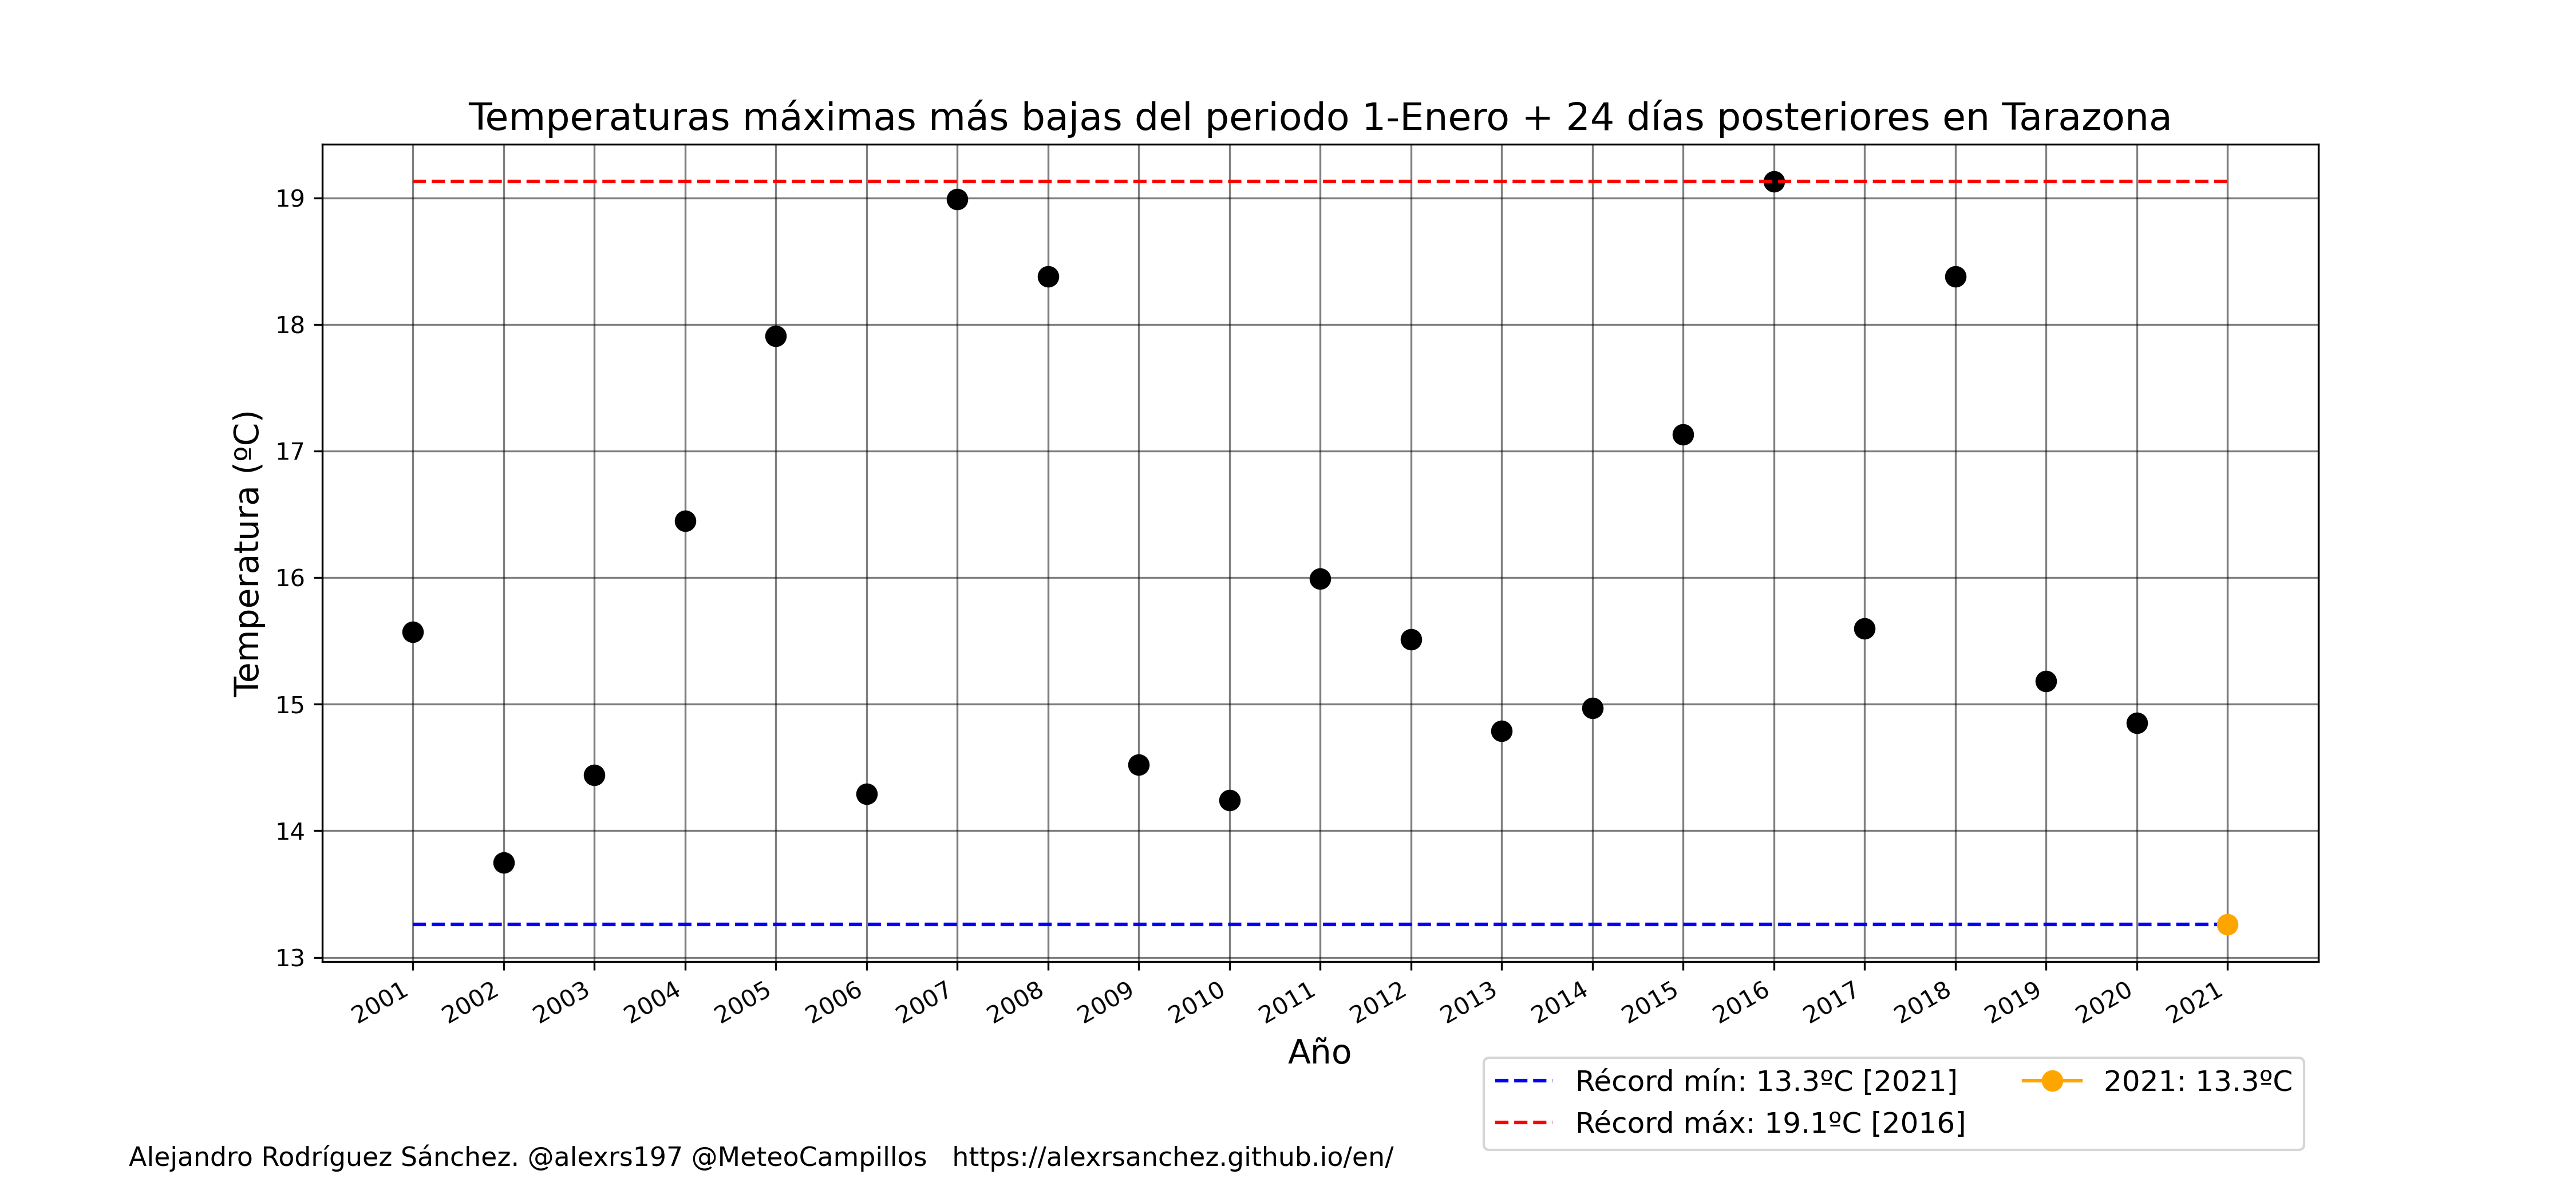 Temperaturas máximas más bajas del periodo 1-Enero + 24 días posteriores en Tarazona
Temperatura (ºC)
19
18
17
16
15
14
13
2001 2002 2003 2004 2005 2006 2007 2008 2009 2010 2011 2012 2013 2014 2015 2016 2017 2018 2019 2020 2021
Año
Récord mín: 13.3ºC [2021]
Récord máx: 19.1ºC [2016]
2021: 13.3ºC
Alejandro Rodríguez Sánchez. @alexrs197 @MeteoCampillos https://alexrsanchez.github.io/en/